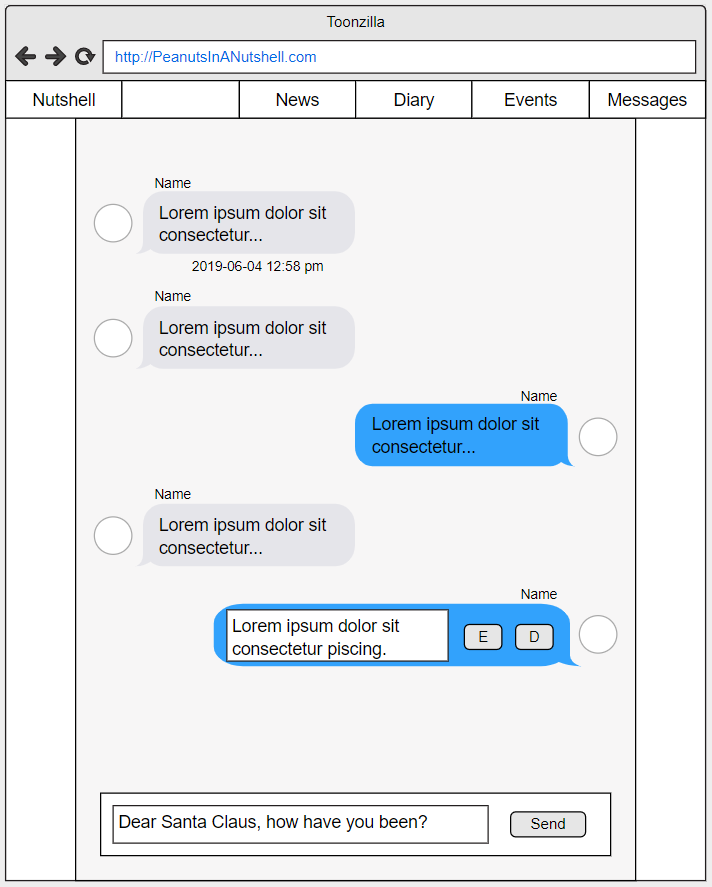 Toonzilla
http://PeanutsInANutshell.com
Nutshell News Diary Events Messages
Name
Lorem ipsum dolor sit
consectetur...
2019-06-04 12:58 pm
Name
Lorem ipsum dolor sit
consectetur...
Name
Lorem ipsum dolor sit
consectetur...
Name
Lorem ipsum dolor sit
consectetur...
Name
Lorem ipsum dolor sit
consectetur piscing.
E D
Dear Santa Claus, how have you been?
Send